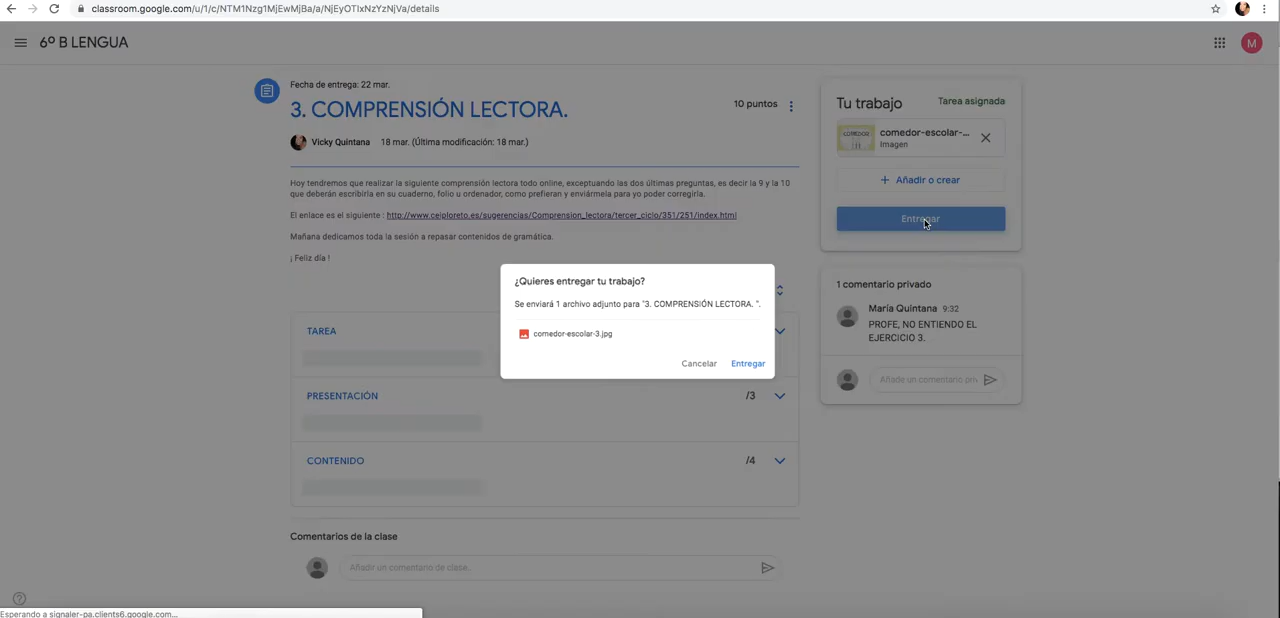 classroom.google.com/u/1/c/NTM1Nzg1MjEwMjBa/a/NjEyOTIxNzYzNjVa/details
6º B LENGUA
M
Fecha de entrega: 22 mar.
3. COMPRENSIÓN LECTORA.
10 puntos
Vicky Quintana 18 mar. (Última modificación: 18 mar.)
Hoy tendremos que realizar la siguiente comprensión lectora todo online, exceptuando las dos últimas preguntas, es decir la 9 y la 10
que deberán escribirla en su cuaderno, folio u ordenador, como prefieran y enviármela para yo poder corregirla.
El enlace es el siguiente : http://www.ceiploreto.es/sugerencias/Comprension_lectora/tercer_ciclo/351/251/index.html
Mañana dedicamos toda la sesión a repasar contenidos de gramática.
¡ Feliz día !
TAREA
PRESENTACIÓN /3
CONTENIDO /4
Comentarios de la clase
Añadir un comentario de clase..
¿Quieres entregar tu trabajo?
Se enviará 1 archivo adjunto para "3. COMPRENSIÓN LECTORA. ".
comedor-escolar-3.jpg
Cancelar Entregar
Tu trabajo Tarea asignada
COMEDOR
comedor-escolar-...
Imagen
+ Añadir o crear
Entregar
1 comentario privado
María Quintana 9:32
PROFE, NO ENTIENDO EL
EJERCICIO 3.
Añade un comentario pri
Esperando a signaler-pa.clients6.google.com...